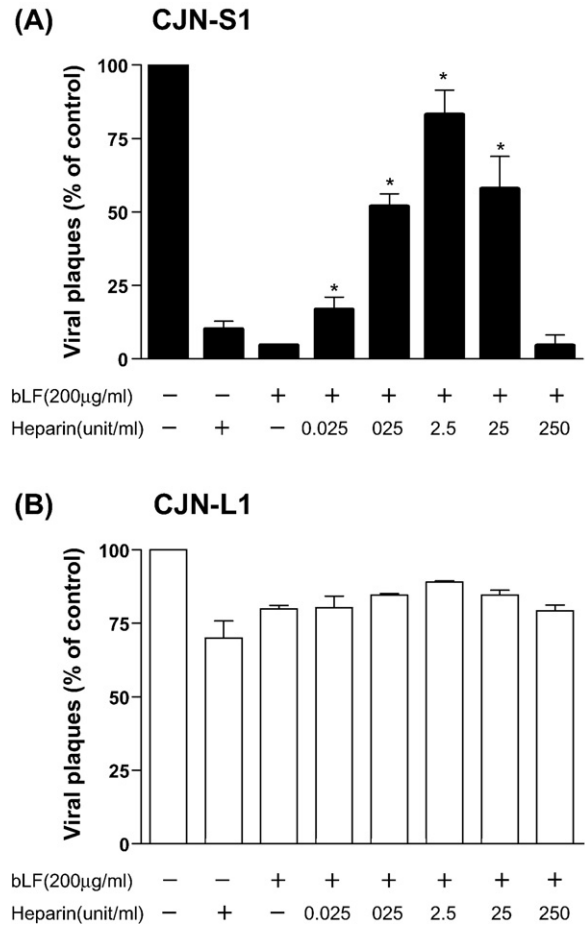 (A) CJN-S1
Viral plaques (% of control)
100
75
50
25
0
*
*
*
*
bLF(200μg/ml) − − + + + + + +
Heparin(unit/ml) − + − 0.025 025 2.5 25 250
(B) CJN-L1
Viral plaques (% of control)
100
75
50
25
0
bLF(200μg/ml) − − + + + + + +
Heparin(unit/ml) − + − 0.025 025 2.5 25 250